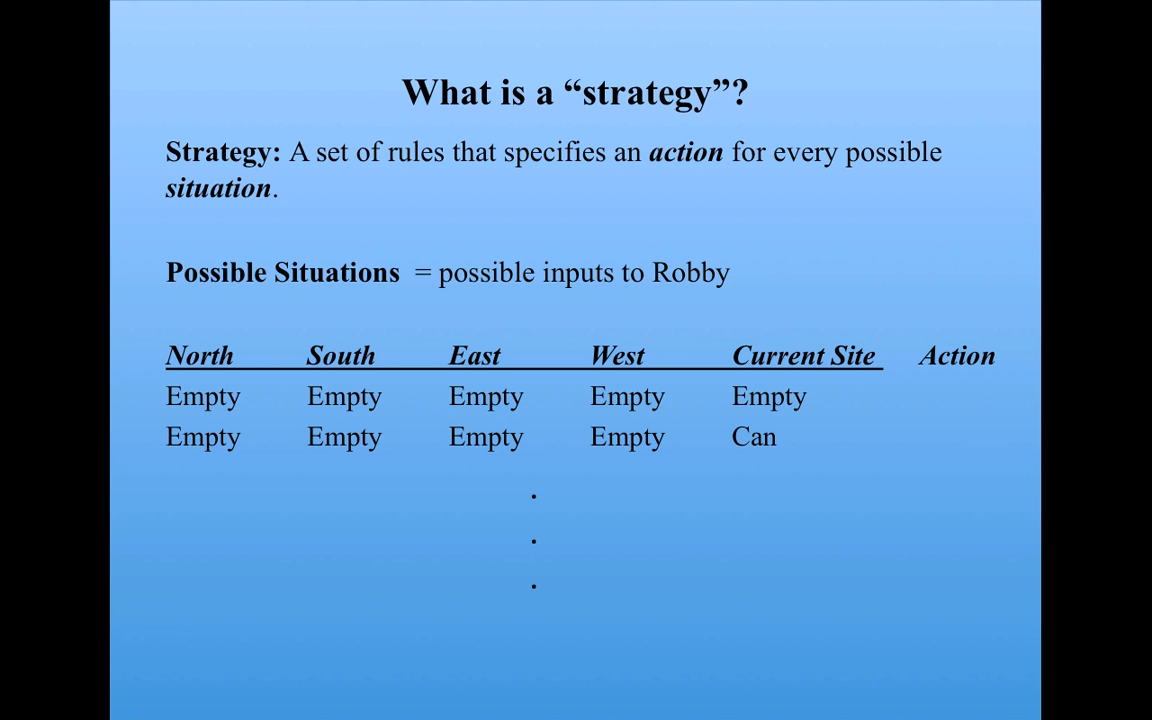 What is a “strategy”?
Strategy: A set of rules that specifies an action for every possible
situation.
Possible Situations = possible inputs to Robby
North South East West Current Site Action
Empty Empty Empty Empty Empty
Empty Empty Empty Empty Can
.
.
.